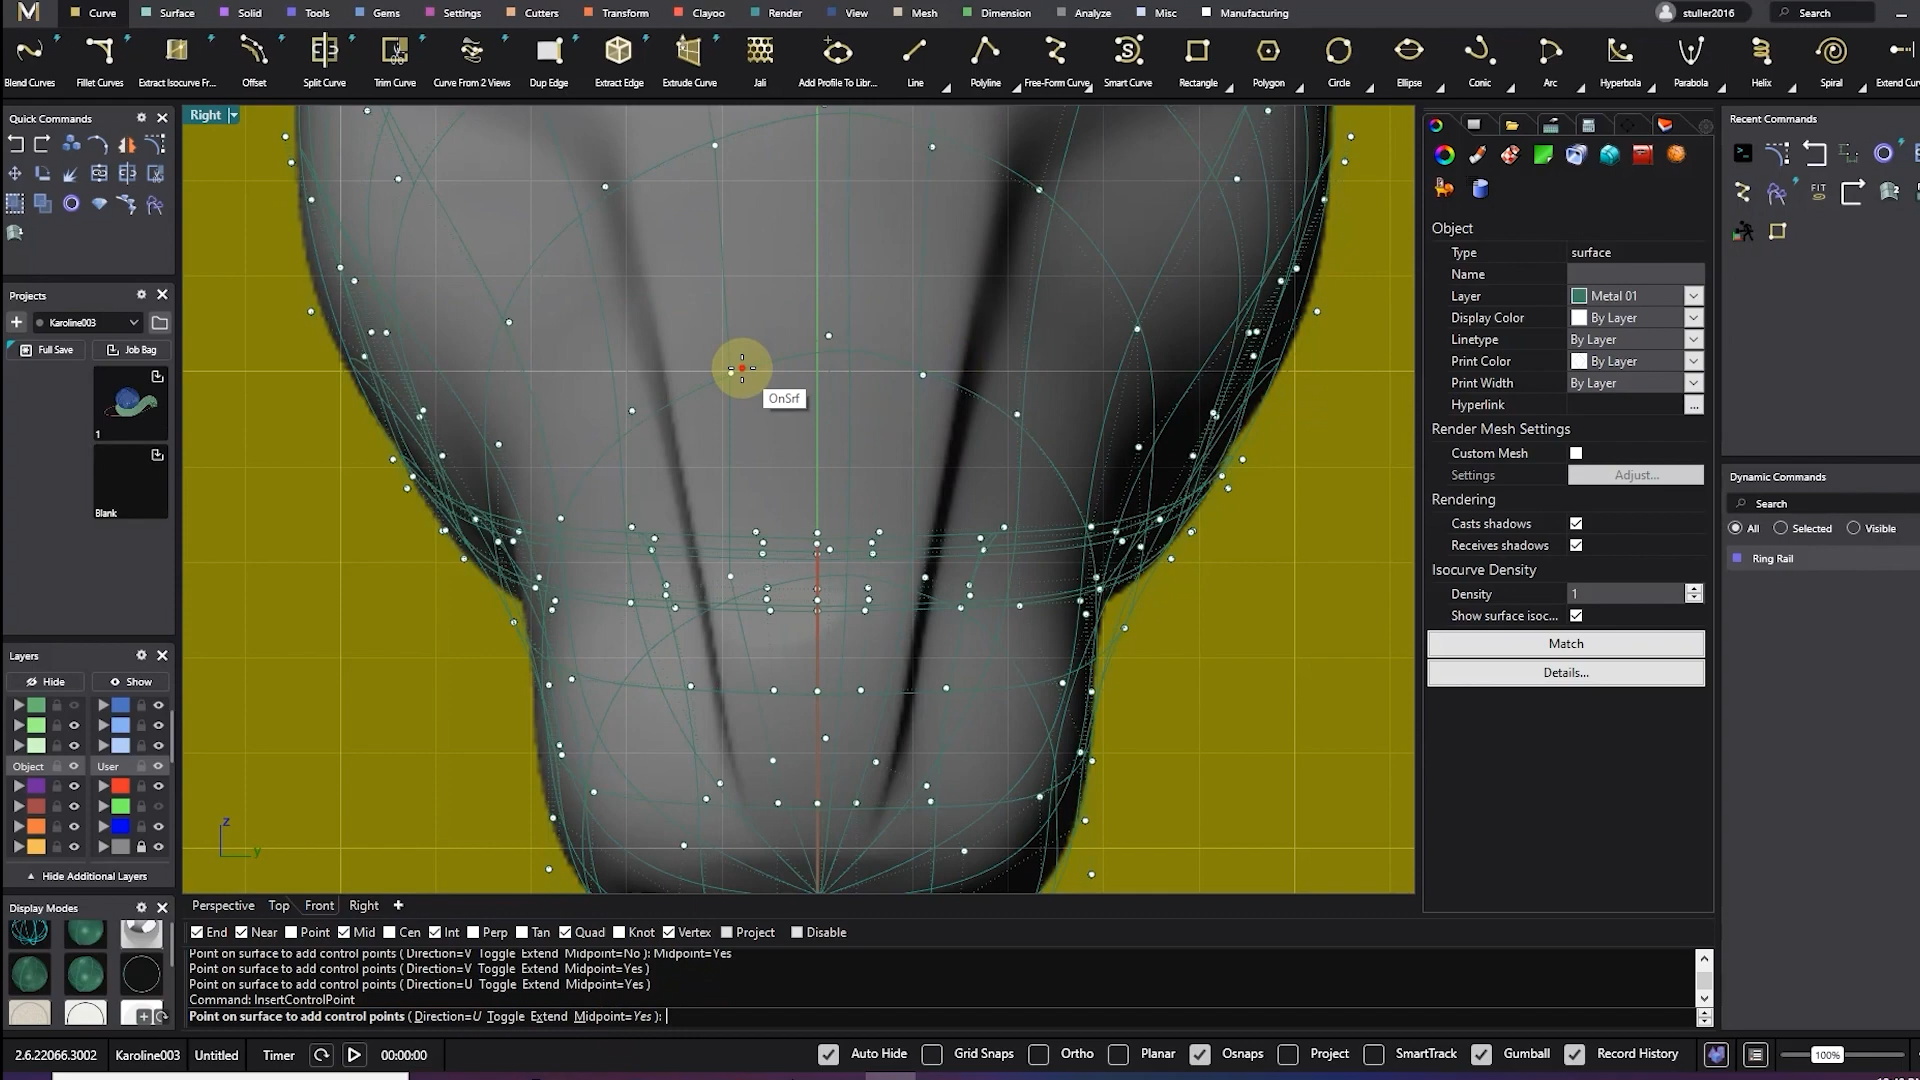 Curve Surface Solid Tools Gems Settings Cutters Transform Clayoo Render View Mesh Dimension Analyze Misc Manufacturing stuller2016 Search
Blend Curves Fillet Curves Extract Isocurve Fr... Offset Split Curve Trim Curve Curve From 2 Views Dup Edge Extract Edge Extrude Curve Jali Add Profile To Libr... Line Polyline Free-Form Curve Smart Curve Rectangle Polygon Circle Ellipse Conic Arc Hyperbola Parabola Helix Spiral Extend Cur
Quick Commands
Projects
Karoline003
Full Save Job Bag
1
Blank
Layers
Hide Show
Object User
Hide Additional Layers
Display Modes
Right
OnSrf
z
y
Object
Type surface
Name
Layer Metal 01
Display Color By Layer
Linetype By Layer
Print Color By Layer
Print Width By Layer
Hyperlink ...
Render Mesh Settings
Custom Mesh
Settings Adjust...
Rendering
Casts shadows
Receives shadows
Isocurve Density
Density 1
Show surface isoc...
Match
Details...
Recent Commands
FIT
Dynamic Commands
Search
All Selected Visible
Ring Rail
Perspective Top Front Right
End Near Point Mid Cen Int Perp Tan Quad Knot Vertex Project Disable
Point on surface to add control points ( Direction=V Toggle Extend Midpoint=No ): Midpoint=Yes
Point on surface to add control points ( Direction=V Toggle Extend Midpoint=Yes )
Point on surface to add control points ( Direction=U Toggle Extend Midpoint=Yes )
Command: InsertControlPoint
Point on surface to add control points ( Direction=U Toggle Extend Midpoint=Yes ):
2.6.22066.3002 Karoline003 Untitled Timer 00:00:00 Auto Hide Grid Snaps Ortho Planar Osnaps Project SmartTrack Gumball Record History 100%